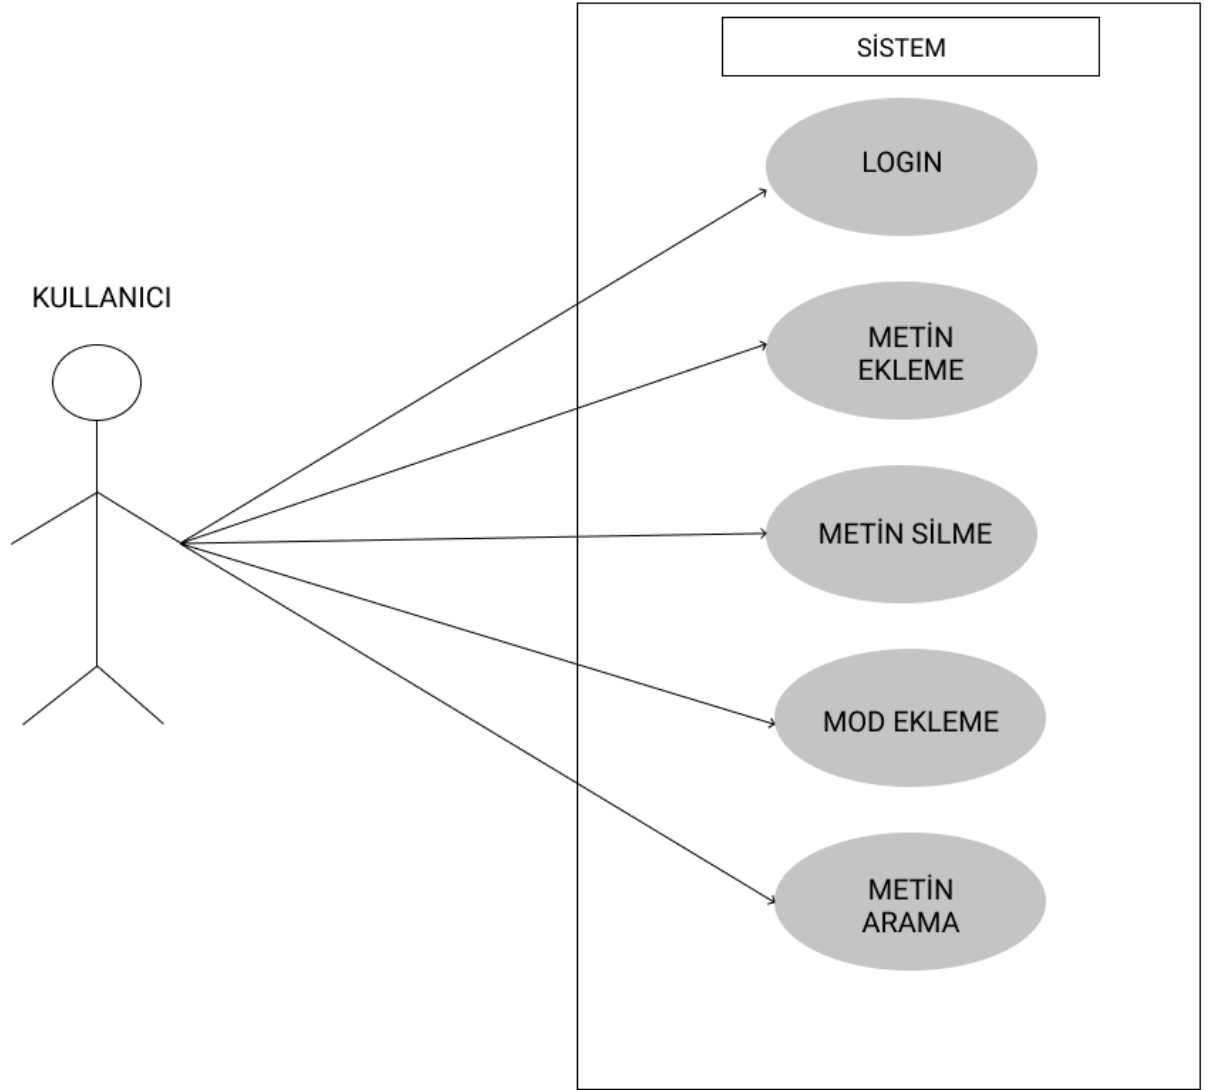 SİSTEM
LOGIN
KULLANICI
METİN
EKLEME
METİN SİLME
MOD EKLEME
METİN
ARAMA